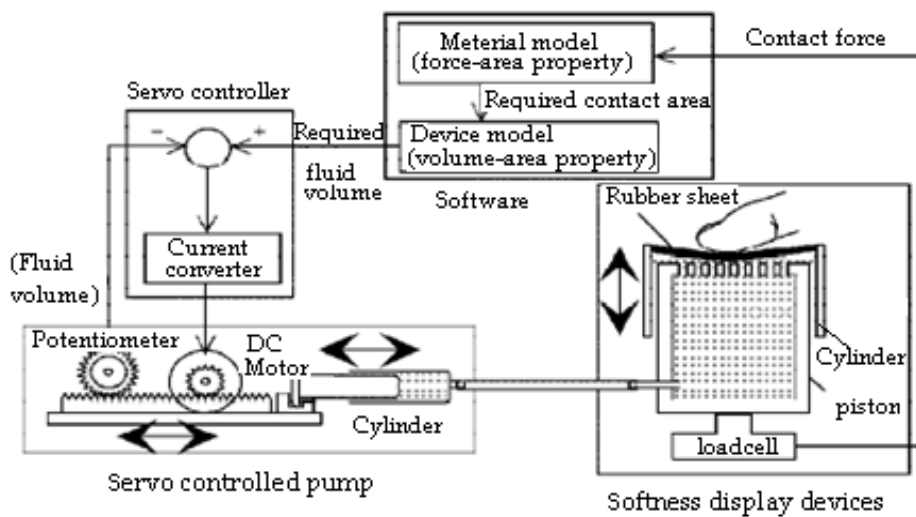 Meterial model
(force-area property)
Contact force
Servo controller
Required contact area
− +
Required
Device model
(volume-area property)
fluid
volume
Software
Rubber sheet
Current
converter
(Fluid
volume)
Potentiometer
DC
Motor
Cylinder
Cylinder
piston
loadcell
Servo controlled pump
Softness display devices